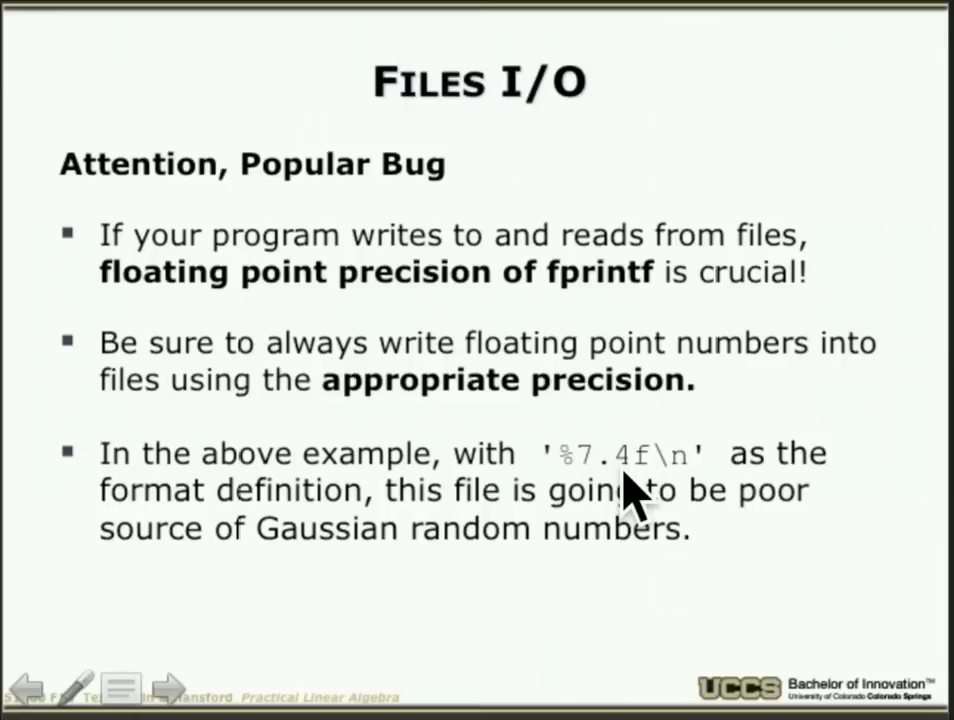 FILES I/O
Attention, Popular Bug
If your program writes to and reads from files,
floating point precision of fprintf is crucial!
Be sure to always write floating point numbers into
files using the appropriate precision.
In the above example, with '%7.4f\n' as the
format definition, this file is going to be poor
source of Gaussian random numbers.
Practical Linear Algebra
UCCS Bachelor of Innovation™
University of Colorado Colorado Springs